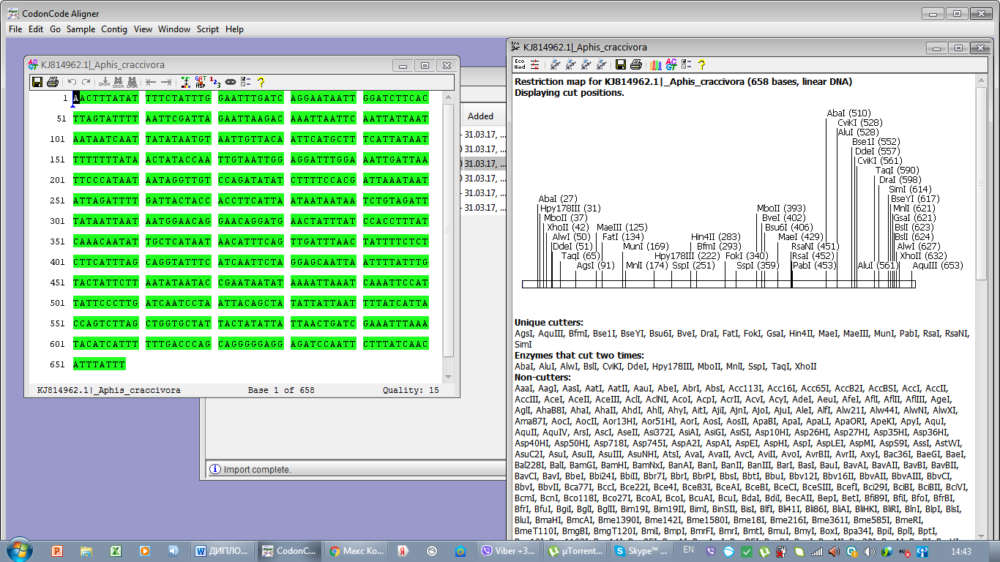 CodonCode Aligner
File Edit Go Sample Contig View Window Script Help
KJ814962.1|_Aphis_craccivora
1 AACTTTATAT TTTCTATTTG GAATTTGATC AGGAATAATT GGATCTTCAC
51 TTAGTATTTT AATTCGATTA GAATTAAGAC AAATTAATTC AATTATTAAT
101 AATAATCAAT TATATAATGT AATTGTTACA ATTCATGCTT TCATTATAAT
151 TTTTTTTATA ACTATACCAA TTGTAATTGG AGGATTTGGA AATTGATTAA
201 TTCCCATAAT AATAGGTTGT CCAGATATAT CTTTTCCACG ATTAAATAAT
251 ATTAGATTTT GATTACTACC ACCTTCATTA ATAATAATAA TCTGTAGATT
301 TATAATTAAT AATGGAACAG GAACAGGATG AACTATTTAT CCACCTTTAT
351 CAAACAATAT TGCTCATAAT AACATTTCAG TTGATTTAAC TATTTTCTCT
401 CTTCATTTAG CAGGTATTTC ATCAATTCTA GGAGCAATTA ATTTTATTTG
451 TACTATTCTT AATATAATAC CGAATAATAT AAAATTAAAT CAAATTCCAT
501 TATTCCCTTG ATCAATCCTA ATTACAGCTA TATTATTAAT TTTATCATTA
551 CCAGTCTTAG CTGGTGCTAT TACTATATTA TTAACTGATC GAAATTTAAA
601 TACATCATTT TTTGACCCAG CAGGGGGAGG AGATCCAATT CTTTATCAAC
651 ATTTATTT
KJ814962.1|_Aphis_craccivora Base 1 of 658 Quality: 15
Added
31.03.17, ...
31.03.17, ...
31.03.17, ...
31.03.17, ...
31.03.17, ...
31.03.17, ...
Import complete.
KJ814962.1|_Aphis_craccivora
Restriction map for KJ814962.1|_Aphis_craccivora (658 bases, linear DNA)
Displaying cut positions.
AbaI (510)
CviKI (528)
AluI (528)
Bse1I (552)
DdeI (557)
CviKI (561)
TaqI (590)
DraI (598)
SimI (614)
AbaI (27) BseYI (617)
Hpy178III (31) MboII (393) MnlI (621)
MboII (37) BveI (402) GsaI (621)
XhoII (42) MaeIII (125) Bsu6I (406) BslI (623)
AlwI (50) FatI (134) Hin4II (283) MaeI (429) BslI (624)
DdeI (51) MunI (169) BfmI (293) RsaNI (451) AlwI (627)
TaqI (65) Hpy178III (222) FokI (340) RsaI (452) XhoII (632)
AgsI (91) MnlI (174) SspI (251) SspI (359) PabI (453) AluI (561) AquIII (653)
Unique cutters:
AgsI, AquIII, BfmI, Bse1I, BseYI, Bsu6I, BveI, DraI, FatI, FokI, GsaI, Hin4II, MaeI, MaeIII, MunI, PabI, RsaI, RsaNI,
SimI
Enzymes that cut two times:
AbaI, AluI, AlwI, BslI, CviKI, DdeI, Hpy178III, MboII, MnlI, SspI, TaqI, XhoII
Non-cutters:
AaaI, AagI, AasI, AatI, AatII, AauI, AbeI, AbrI, AbsI, Acc113I, Acc16I, Acc65I, AccB2I, AccBSI, AccI, AccII,
AccIII, AceI, AceII, AceIII, AclI, AclNI, AcoI, AcpI, AcrII, AcvI, AcyI, AdeI, AeuI, AfeI, AflI, AflII, AflIII, AgeI,
AglI, AhaB8I, AhaI, AhaII, AhdI, AhlI, AhyI, AitI, AjiI, AjnI, AjoI, AjuI, AleI, AlfI, Alw21I, Alw44I, AlwNI, AlwXI,
Ama87I, AocI, AocII, Aor13HI, Aor51HI, AorI, AosI, AosII, ApaBI, ApaI, ApaLI, ApaORI, ApeKI, ApyI, AquI,
AquII, AquIV, ArsI, AscI, AseII, Asi372I, AsiAI, AsiGI, AsiSI, Asp10HI, Asp26HI, Asp27HI, Asp35HI, Asp36HI,
Asp40HI, Asp50HI, Asp718I, Asp745I, AspA2I, AspAI, AspEI, AspHI, AspI, AspLEI, AspMI, AspS9I, AssI, AstWI,
AsuC2I, AsuI, AsuII, AsuIII, AsuNHI, AtsI, AvaI, AvaII, AvcI, AviII, AvoI, AvrBII, AvrII, AxyI, Bac36I, BaeGI, BaeI,
Bal228I, BalI, BamGI, BamHI, BamNxI, BanAI, BanI, BanII, BanIII, BarI, BasI, BauI, BavAI, BavAII, BavBI, BavBII,
BavCI, BavI, BbeI, Bbi24I, BbiII, Bbr7I, BbrI, BbrPI, BbsI, BbtI, BbuI, Bbv12I, Bbv16II, BbvAII, BbvAIII, BbvCI,
BbvI, BbvII, Bca77I, BccI, Bce22I, Bce4I, Bce83I, BceAI, BceBI, BceCI, BceSIII, BcefI, Bci29I, BciBI, BciBII, BciVI,
BcmI, BcnI, Bco118I, Bco27I, BcoAI, BcoI, BcuAI, BcuI, BdaI, BdiI, BecAII, BepI, BetI, Bfi89I, BfiI, BfoI, BfrBI,
BfrI, BfuI, BgiI, BglI, BglII, Bim19I, Bim19II, BimI, BinSII, BisI, BlfI, Bli41I, Bli86I, BliAI, BliHKI, BliRI, BlnI, BlpI, BlsI,
BluI, BmaHI, BmcAI, Bme1390I, Bme142I, Bme1580I, Bme18I, Bme216I, Bme361I, Bme585I, BmeRI,
BmeT110I, BmgBI, BmgT120I, BmiI, BmpI, BmrFI, BmrI, BmtI, BmuI, BmyI, BoxI, Bpa34I, BpiI, BplI, BptI,
ДИПЛО... CodonC... Макс Ко... Viber +3... µTorrent... Skype™ ... EN 14:43